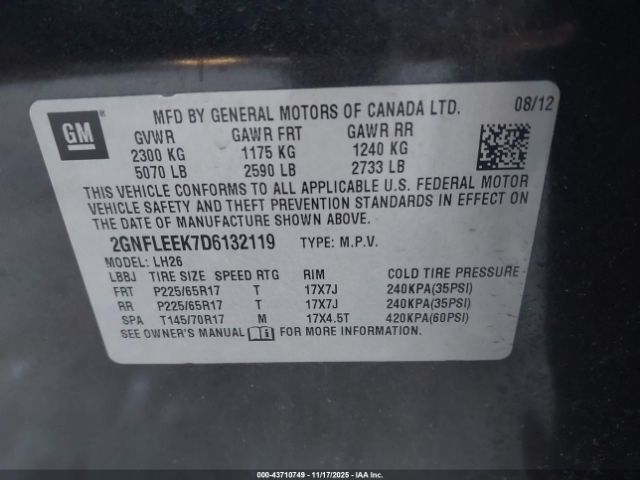 GM ®
MFD BY GENERAL MOTORS OF CANADA LTD. 08/12
GVWR GAWR FRT GAWR RR
2300 KG 1175 KG 1240 KG
5070 LB 2590 LB 2733 LB
THIS VEHICLE CONFORMS TO ALL APPLICABLE U.S. FEDERAL MOTOR
VEHICLE SAFETY AND THEFT PREVENTION STANDARDS IN EFFECT ON
THE DATE OF MANUFACTURE SHOWN ABOVE.
2GNFLEEK7D6132119 TYPE: M.P.V.
MODEL: LH26
LBBJ TIRE SIZE SPEED RTG RIM COLD TIRE PRESSURE
FRT P225/65R17 T 17X7J 240KPA(35PSI)
RR P225/65R17 T 17X7J 240KPA(35PSI)
SPA T145/70R17 M 17X4.5T 420KPA(60PSI)
SEE OWNER'S MANUAL FOR MORE INFORMATION.
000-43710749 - 11/17/2025 - IAAI.COM